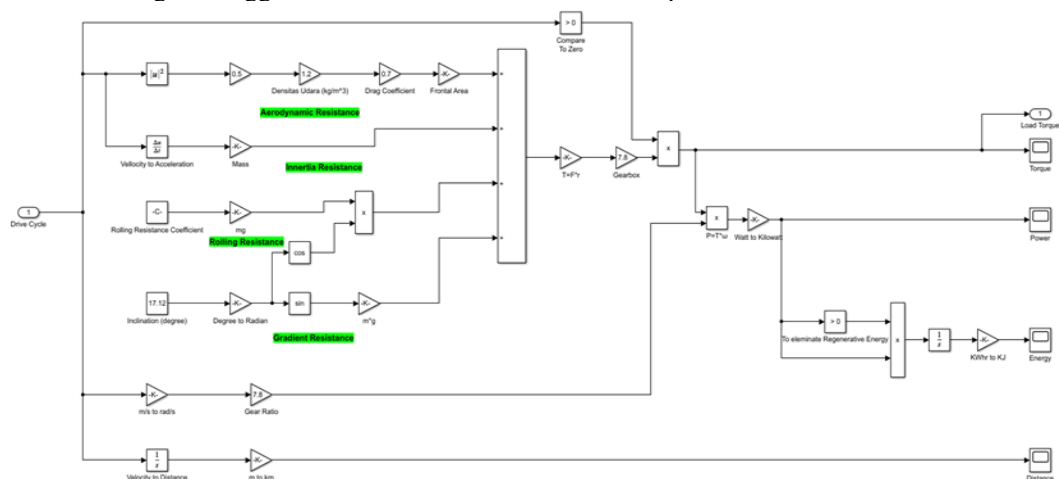 > 0
Compare
To Zero
|u|²
0.5
1.2
0.7
-K-
Densitas Udara (kg/m^3)
Drag Coefficient
Frontal Area
Aerodynamic Resistance
Δu
Δt
-K-
Vellocity to Acceleration
Mass
Innertia Resistance
1
Load Torque
x
-K-
7.8
T=F*r
Gearbox
Torque
-C-
-K-
x
Rolling Resistance Coefficient
mg
Rolling Resistance
1
Drive Cycle
cos
x
P=T*ω
-K-
Watt to Kilowatt
Power
17.12
-K-
sin
-K-
Inclination (degree)
Degree to Radian
m*g
Gradient Resistance
> 0
To eleminate Regenerative Energy
x
1
s
-K-
KWhr to KJ
Energy
-K-
7.8
m/s to rad/s
Gear Ratio
1
s
-K-
Velocity to Distance
m to km
Distance